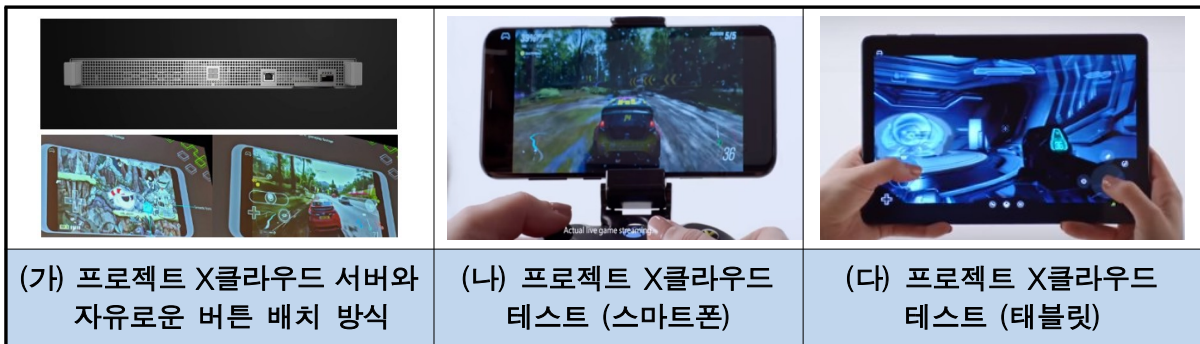 5/5
36
Actual live game streaming
(가) 프로젝트 X클라우드 서버와
자유로운 버튼 배치 방식
(나) 프로젝트 X클라우드
테스트 (스마트폰)
(다) 프로젝트 X클라우드
테스트 (태블릿)